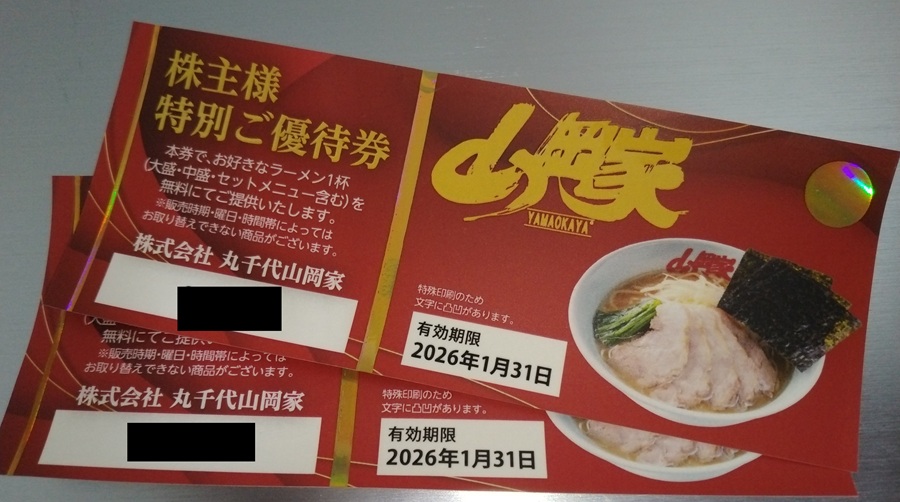 株主様
特別ご優待券
本券で、お好きなラーメン1杯
(大盛・中盛・セットメニュー含む)を
無料にてご提供いたします。
※販売時期・曜日・時間帯によっては
お取り替えできない商品がございます。
株式会社 丸千代山岡家
山岡家
YAMAOKAYA
特殊印刷のため
文字に凸凹があります。
有効期限
2026年1月31日
山岡家
無料にてご提供
※販売時期・曜日・時間帯によっては
お取り替えできない商品がございます。
株式会社 丸千代山岡家
特殊印刷のため
文字に凸凹があります。
有効期限
2026年1月31日